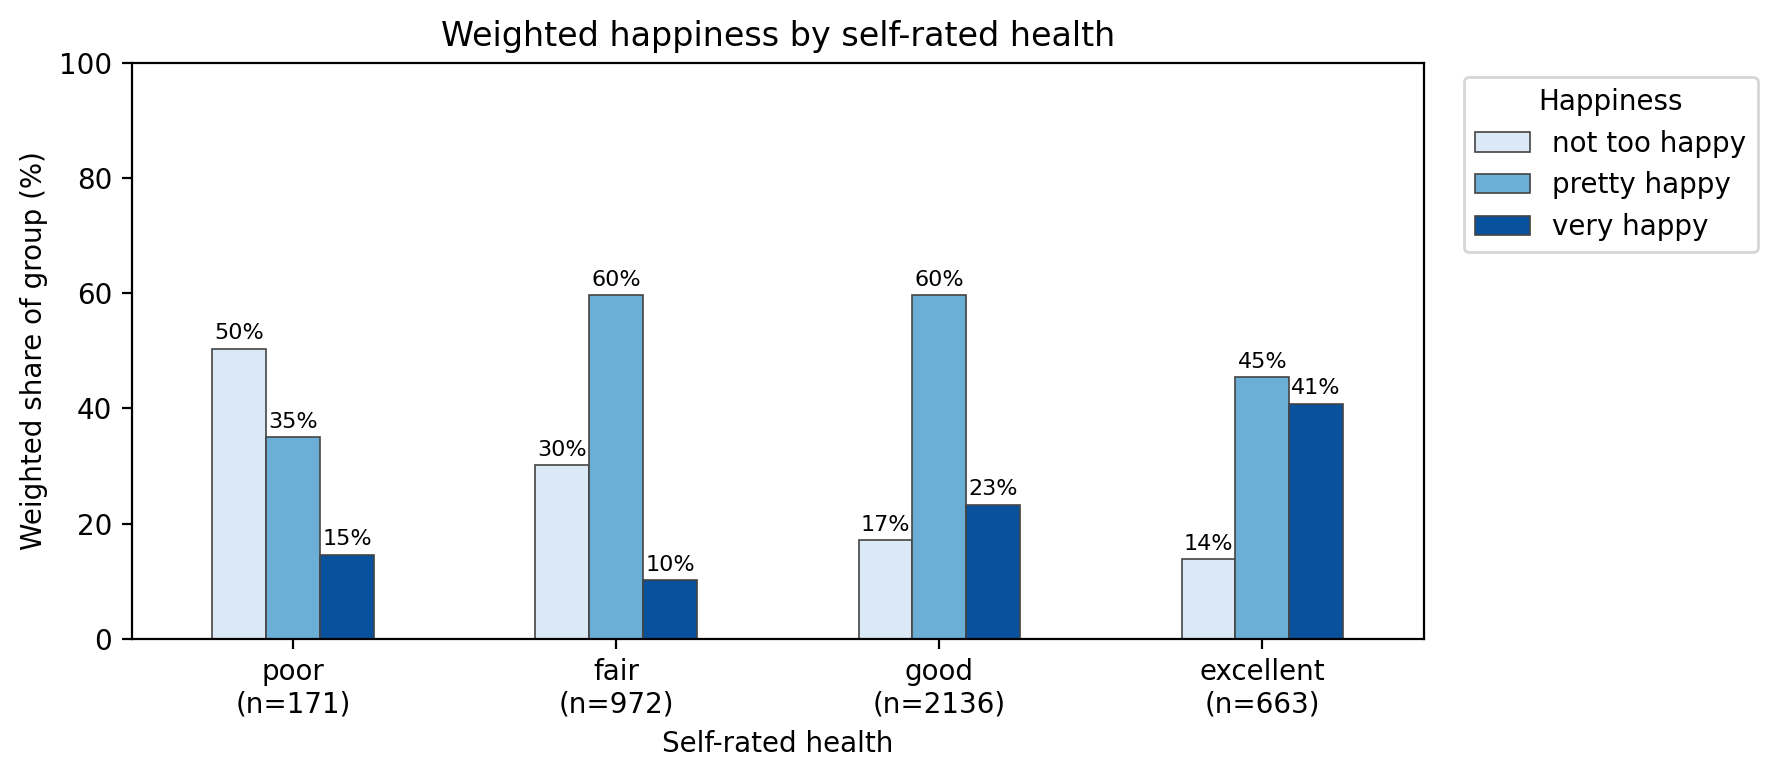 Weighted happiness by self-rated health
Weighted share of group (%)
100
80
60
40
20
0
50%
35%
15%
30%
60%
10%
17%
60%
23%
14%
45%
41%
poor
(n=171)
fair
(n=972)
good
(n=2136)
excellent
(n=663)
Self-rated health
Happiness
not too happy
pretty happy
very happy